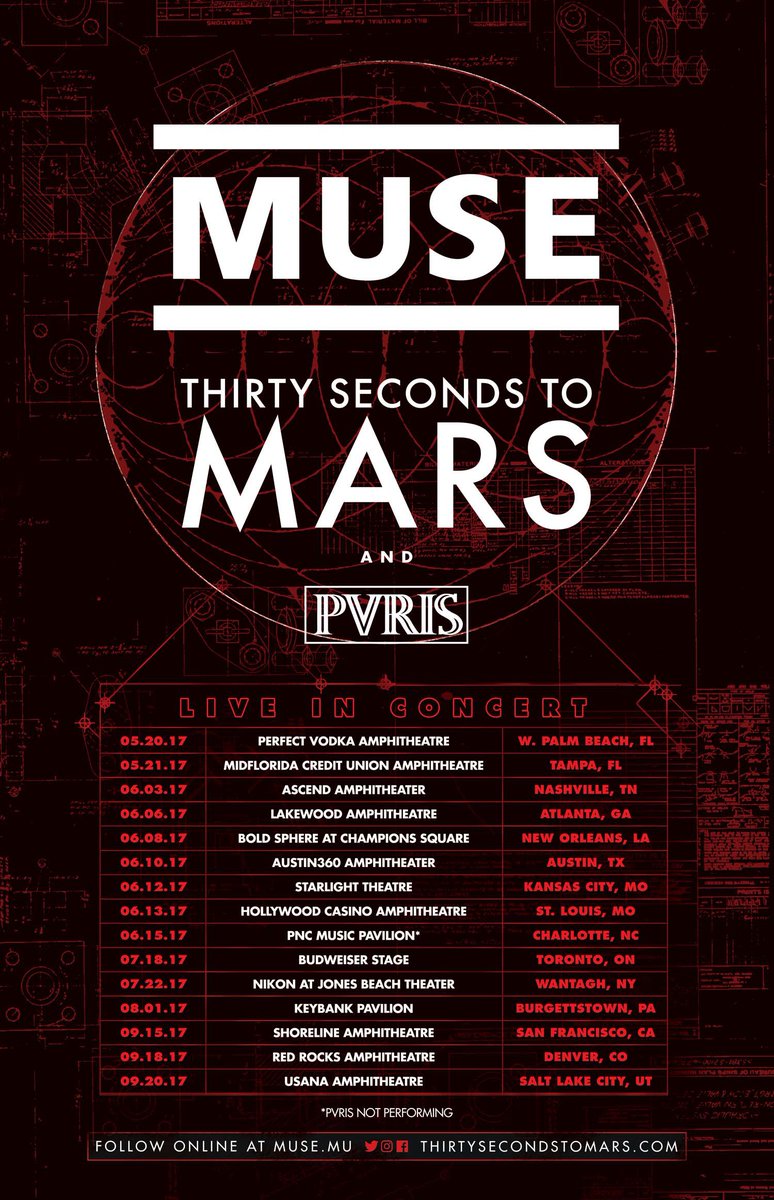 MUSE
THIRTY SECONDS TO
MARS
AND
PVRIS
LIVE IN CONCERT
05.20.17 PERFECT VODKA AMPHITHEATRE W. PALM BEACH, FL
05.21.17 MIDFLORIDA CREDIT UNION AMPHITHEATRE TAMPA, FL
06.03.17 ASCEND AMPHITHEATER NASHVILLE, TN
06.06.17 LAKEWOOD AMPHITHEATRE ATLANTA, GA
06.08.17 BOLD SPHERE AT CHAMPIONS SQUARE NEW ORLEANS, LA
06.10.17 AUSTIN360 AMPHITHEATER AUSTIN, TX
06.12.17 STARLIGHT THEATRE KANSAS CITY, MO
06.13.17 HOLLYWOOD CASINO AMPHITHEATRE ST. LOUIS, MO
06.15.17 PNC MUSIC PAVILION* CHARLOTTE, NC
07.18.17 BUDWEISER STAGE TORONTO, ON
07.22.17 NIKON AT JONES BEACH THEATER WANTAGH, NY
08.01.17 KEYBANK PAVILION BURGETTSTOWN, PA
09.15.17 SHORELINE AMPHITHEATRE SAN FRANCISCO, CA
09.18.17 RED ROCKS AMPHITHEATRE DENVER, CO
09.20.17 USANA AMPHITHEATRE SALT LAKE CITY, UT
*PVRIS NOT PERFORMING
FOLLOW ONLINE AT MUSE.MU THIRTYSECONDSTOMARS.COM